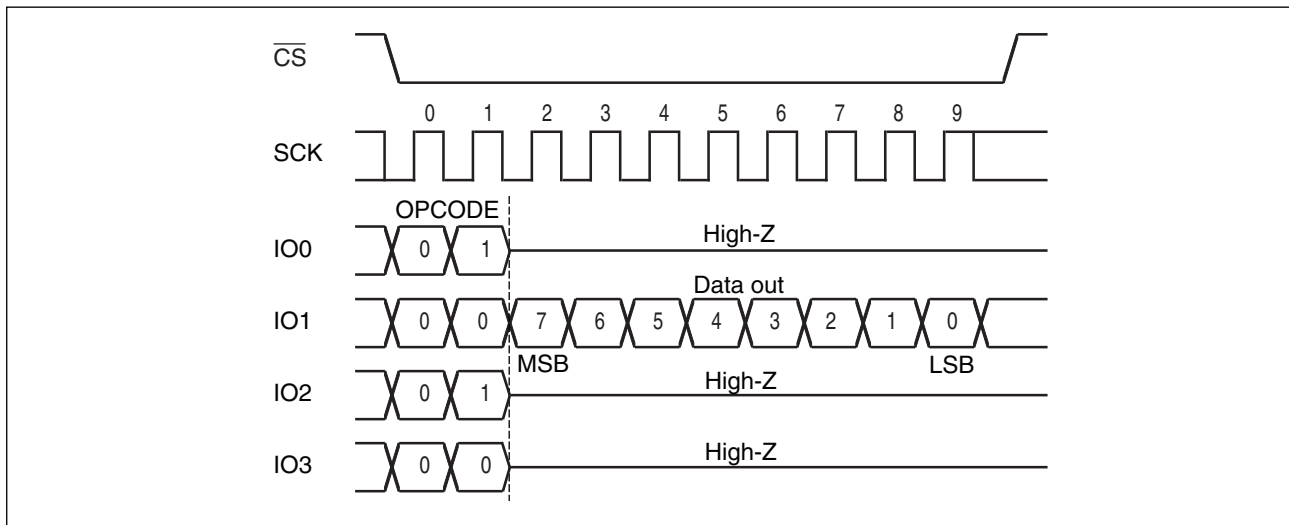 CS
0 1 2 3 4 5 6 7 8 9
SCK
OPCODE
IO0 0 1 High-Z
Data out
IO1 0 0 7 6 5 4 3 2 1 0
MSB LSB
IO2 0 1 High-Z
IO3 0 0 High-Z